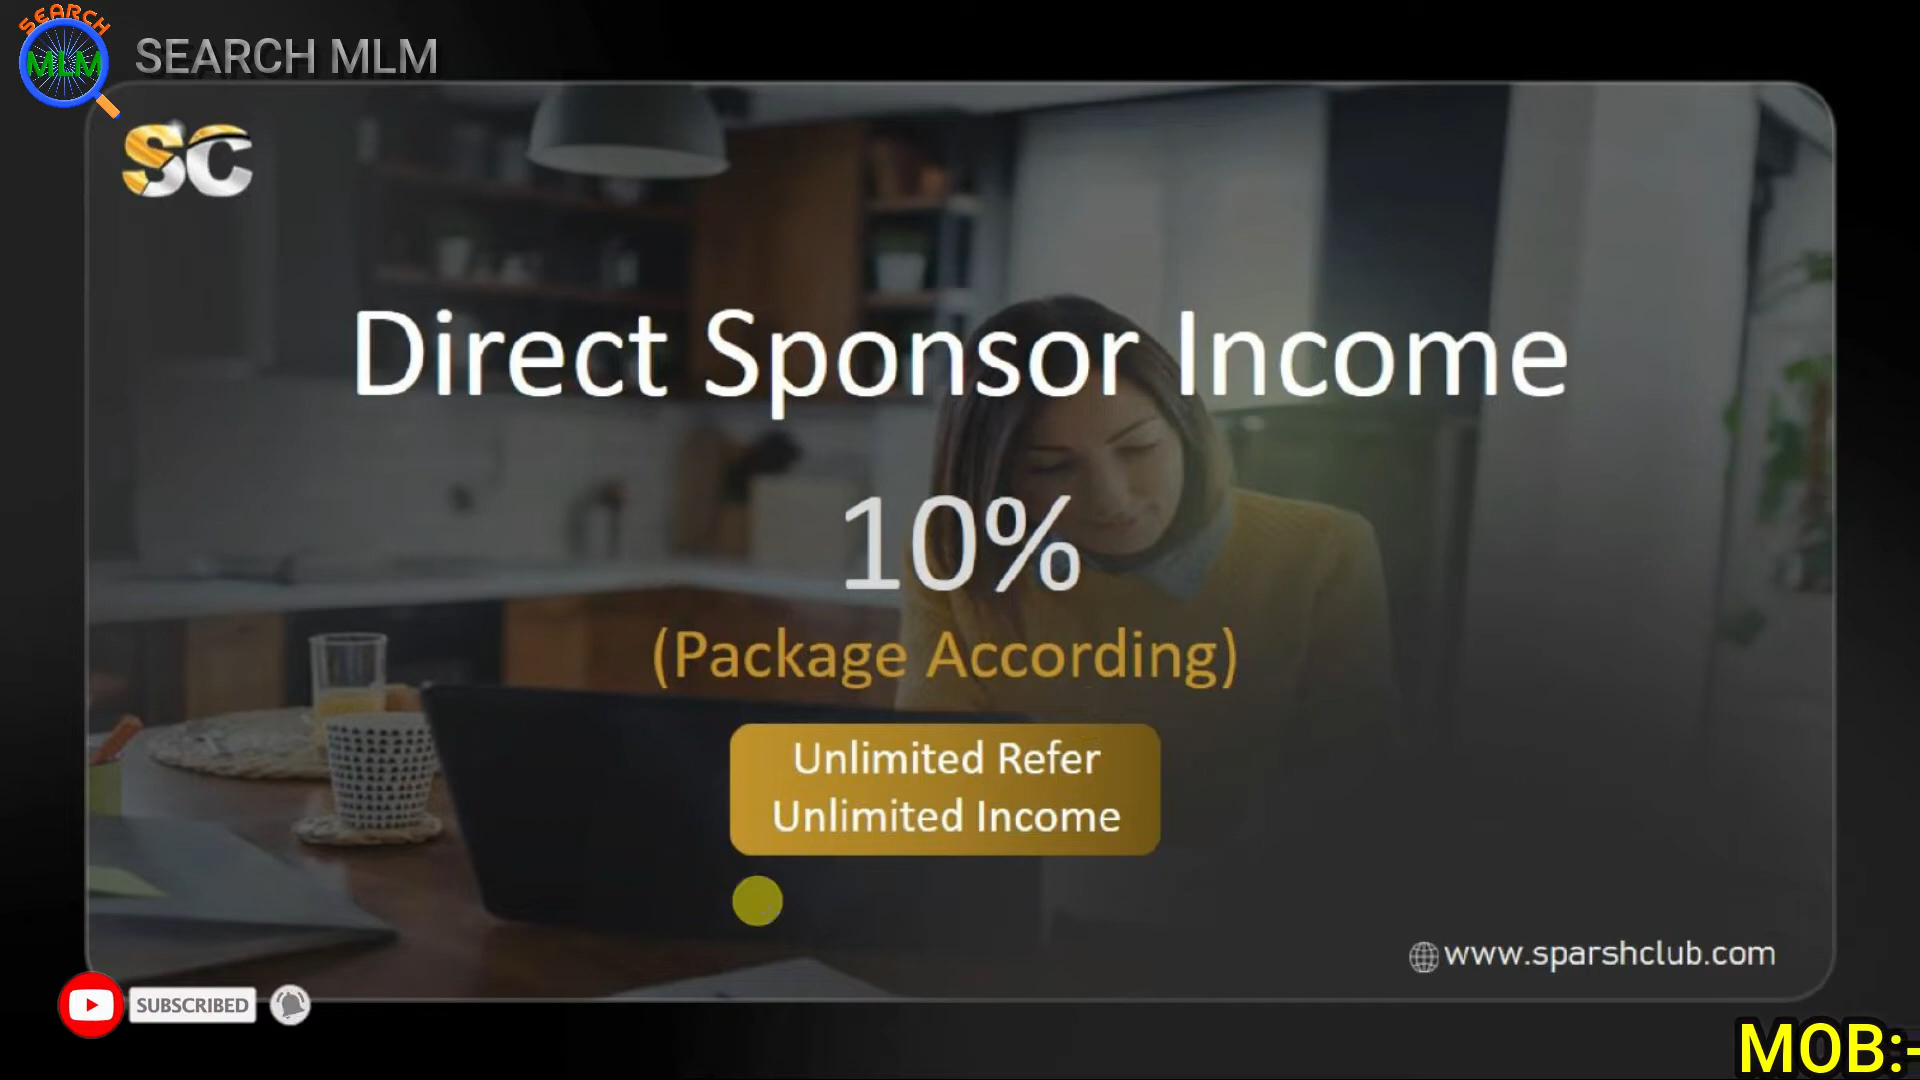 SEARCH
MLM
SEARCH MLM
SC
Direct Sponsor Income
10%
(Package According)
Unlimited Refer
Unlimited Income
www.sparshclub.com
SUBSCRIBED
MOB:-